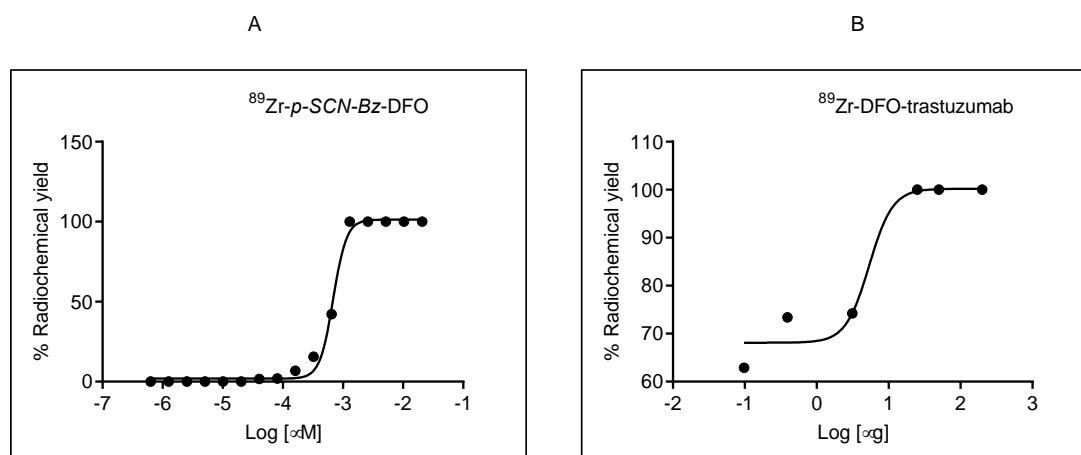 A
B
⁸⁹Zr-p-SCN-Bz-DFO
150
100
50
0
-7 -6 -5 -4 -3 -2 -1
% Radiochemical yield
Log [∝M]
⁸⁹Zr-DFO-trastuzumab
110
100
90
80
70
60
-2 -1 0 1 2 3
% Radiochemical yield
Log [∝g]